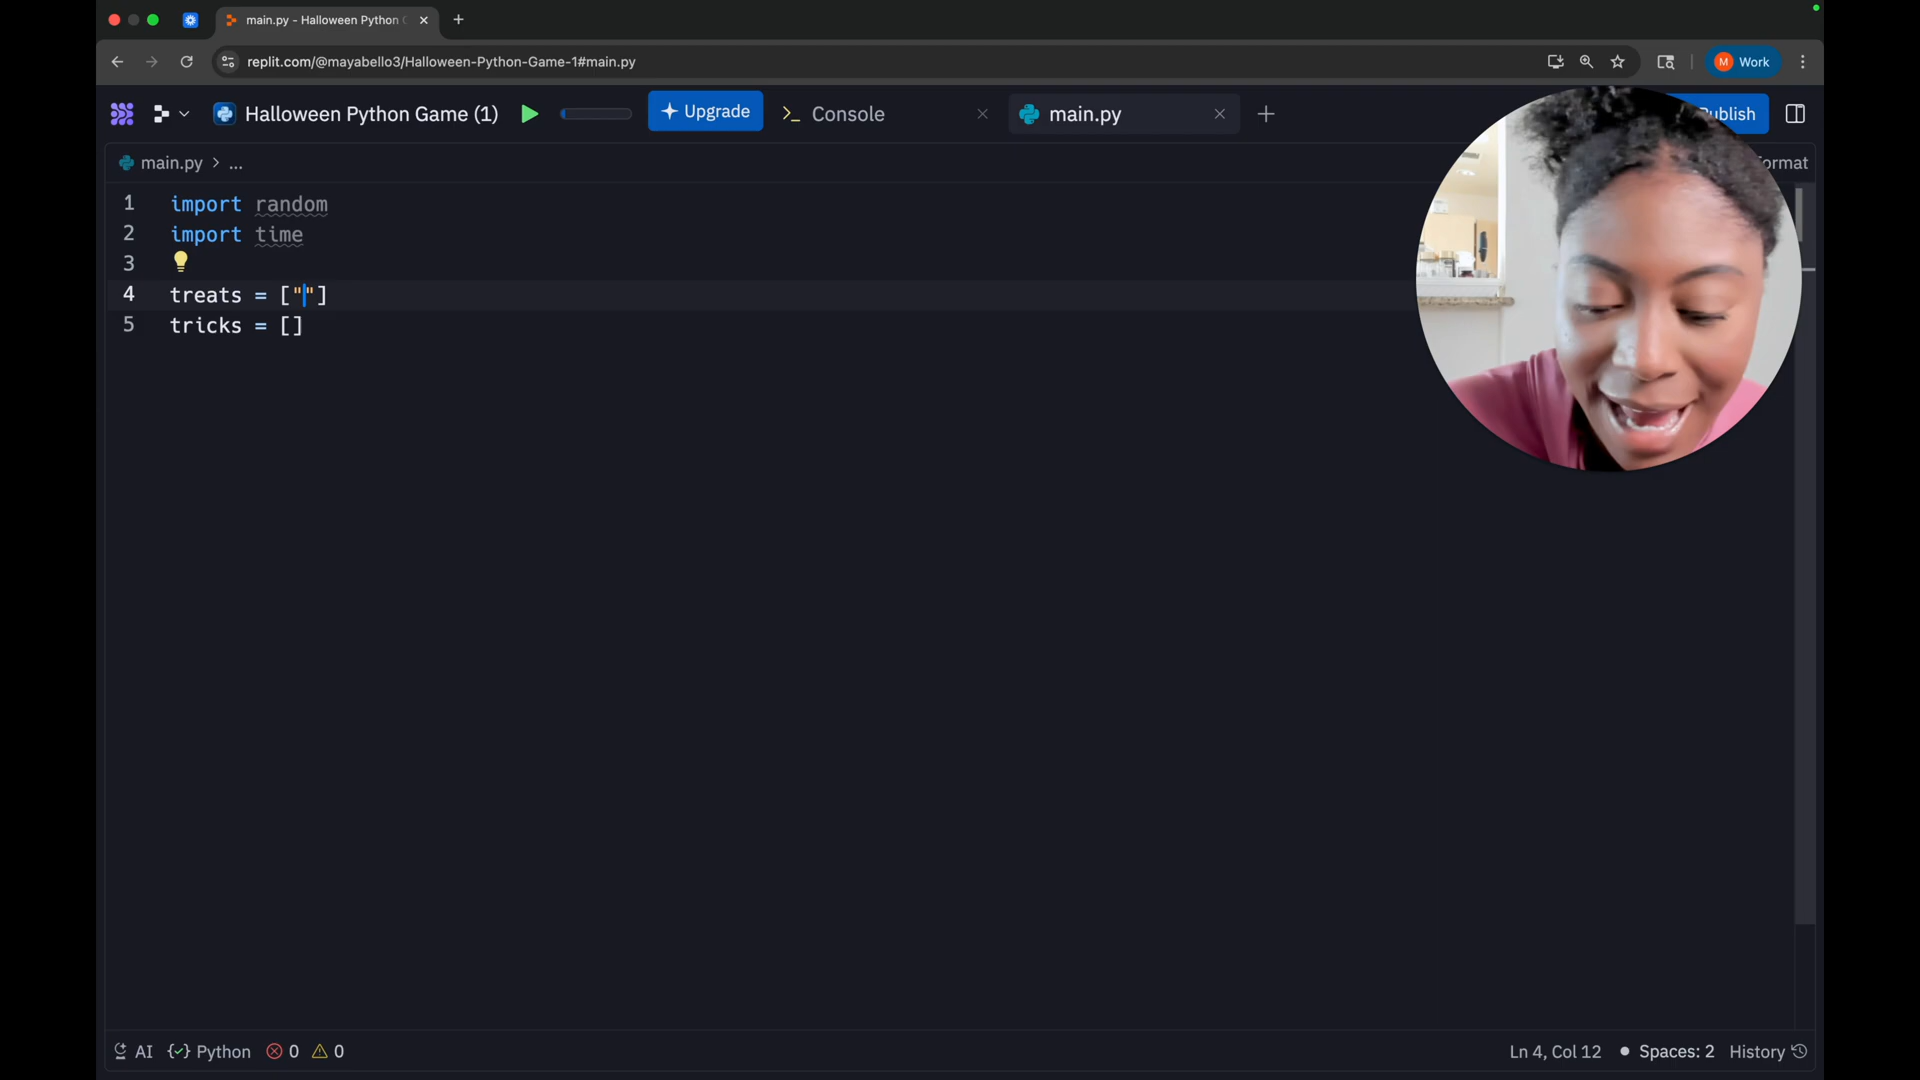 main.py - Halloween Python
replit.com/@mayabello3/Halloween-Python-Game-1#main.py
M Work
Halloween Python Game (1)
Upgrade
Console
main.py
main.py > ...
1 import random
2 import time
3
4 treats = [""]
5 tricks = []
AI
Python
0
0
Ln 4, Col 12
Spaces: 2
History